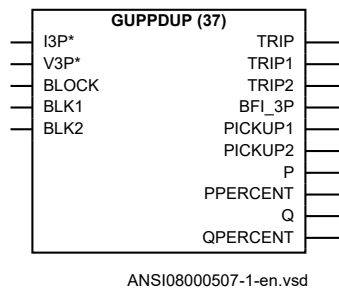 GUPPDUP (37)
I3P* TRIP
V3P* TRIP1
BLOCK TRIP2
BLK1 BFI_3P
BLK2 PICKUP1
PICKUP2
P
PPERCENT
Q
QPERCENT
ANSI08000507-1-en.vsd